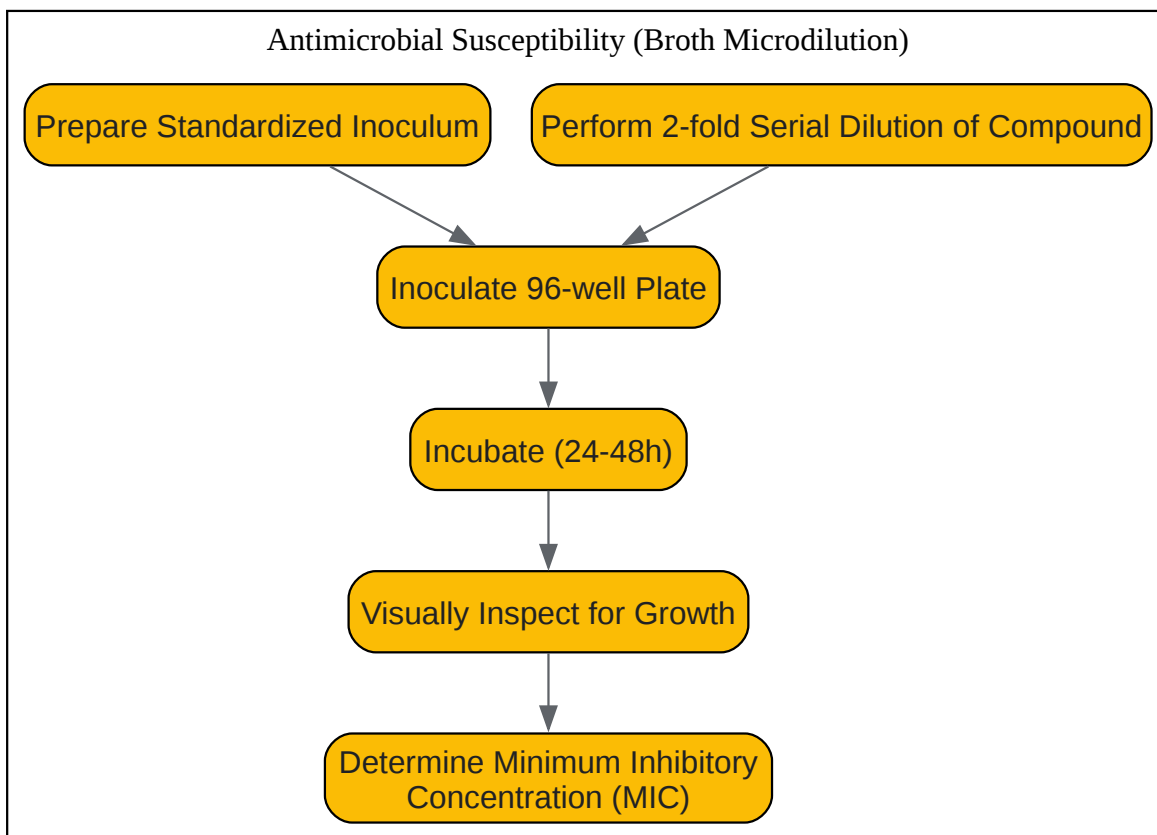 Antimicrobial Susceptibility (Broth Microdilution)
Prepare Standardized Inoculum
Perform 2-fold Serial Dilution of Compound
Inoculate 96-well Plate
Incubate (24-48h)
Visually Inspect for Growth
Determine Minimum Inhibitory
Concentration (MIC)